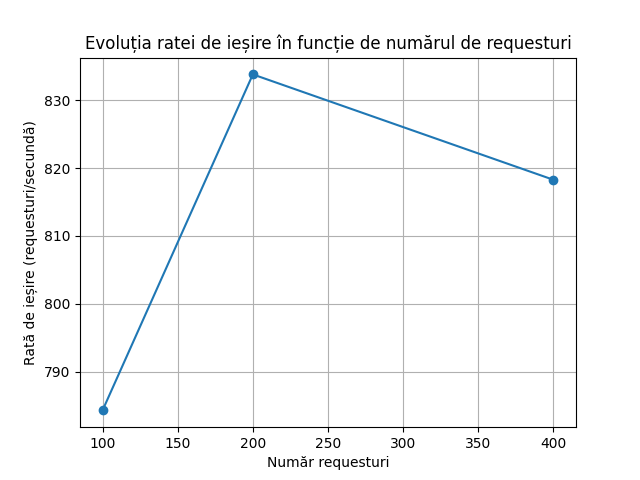 Evoluția ratei de ieșire în funcție de numărul de requesturi
Rată de ieșire (requesturi/secundă)
830
820
810
800
790
100 150 200 250 300 350 400
Număr requesturi